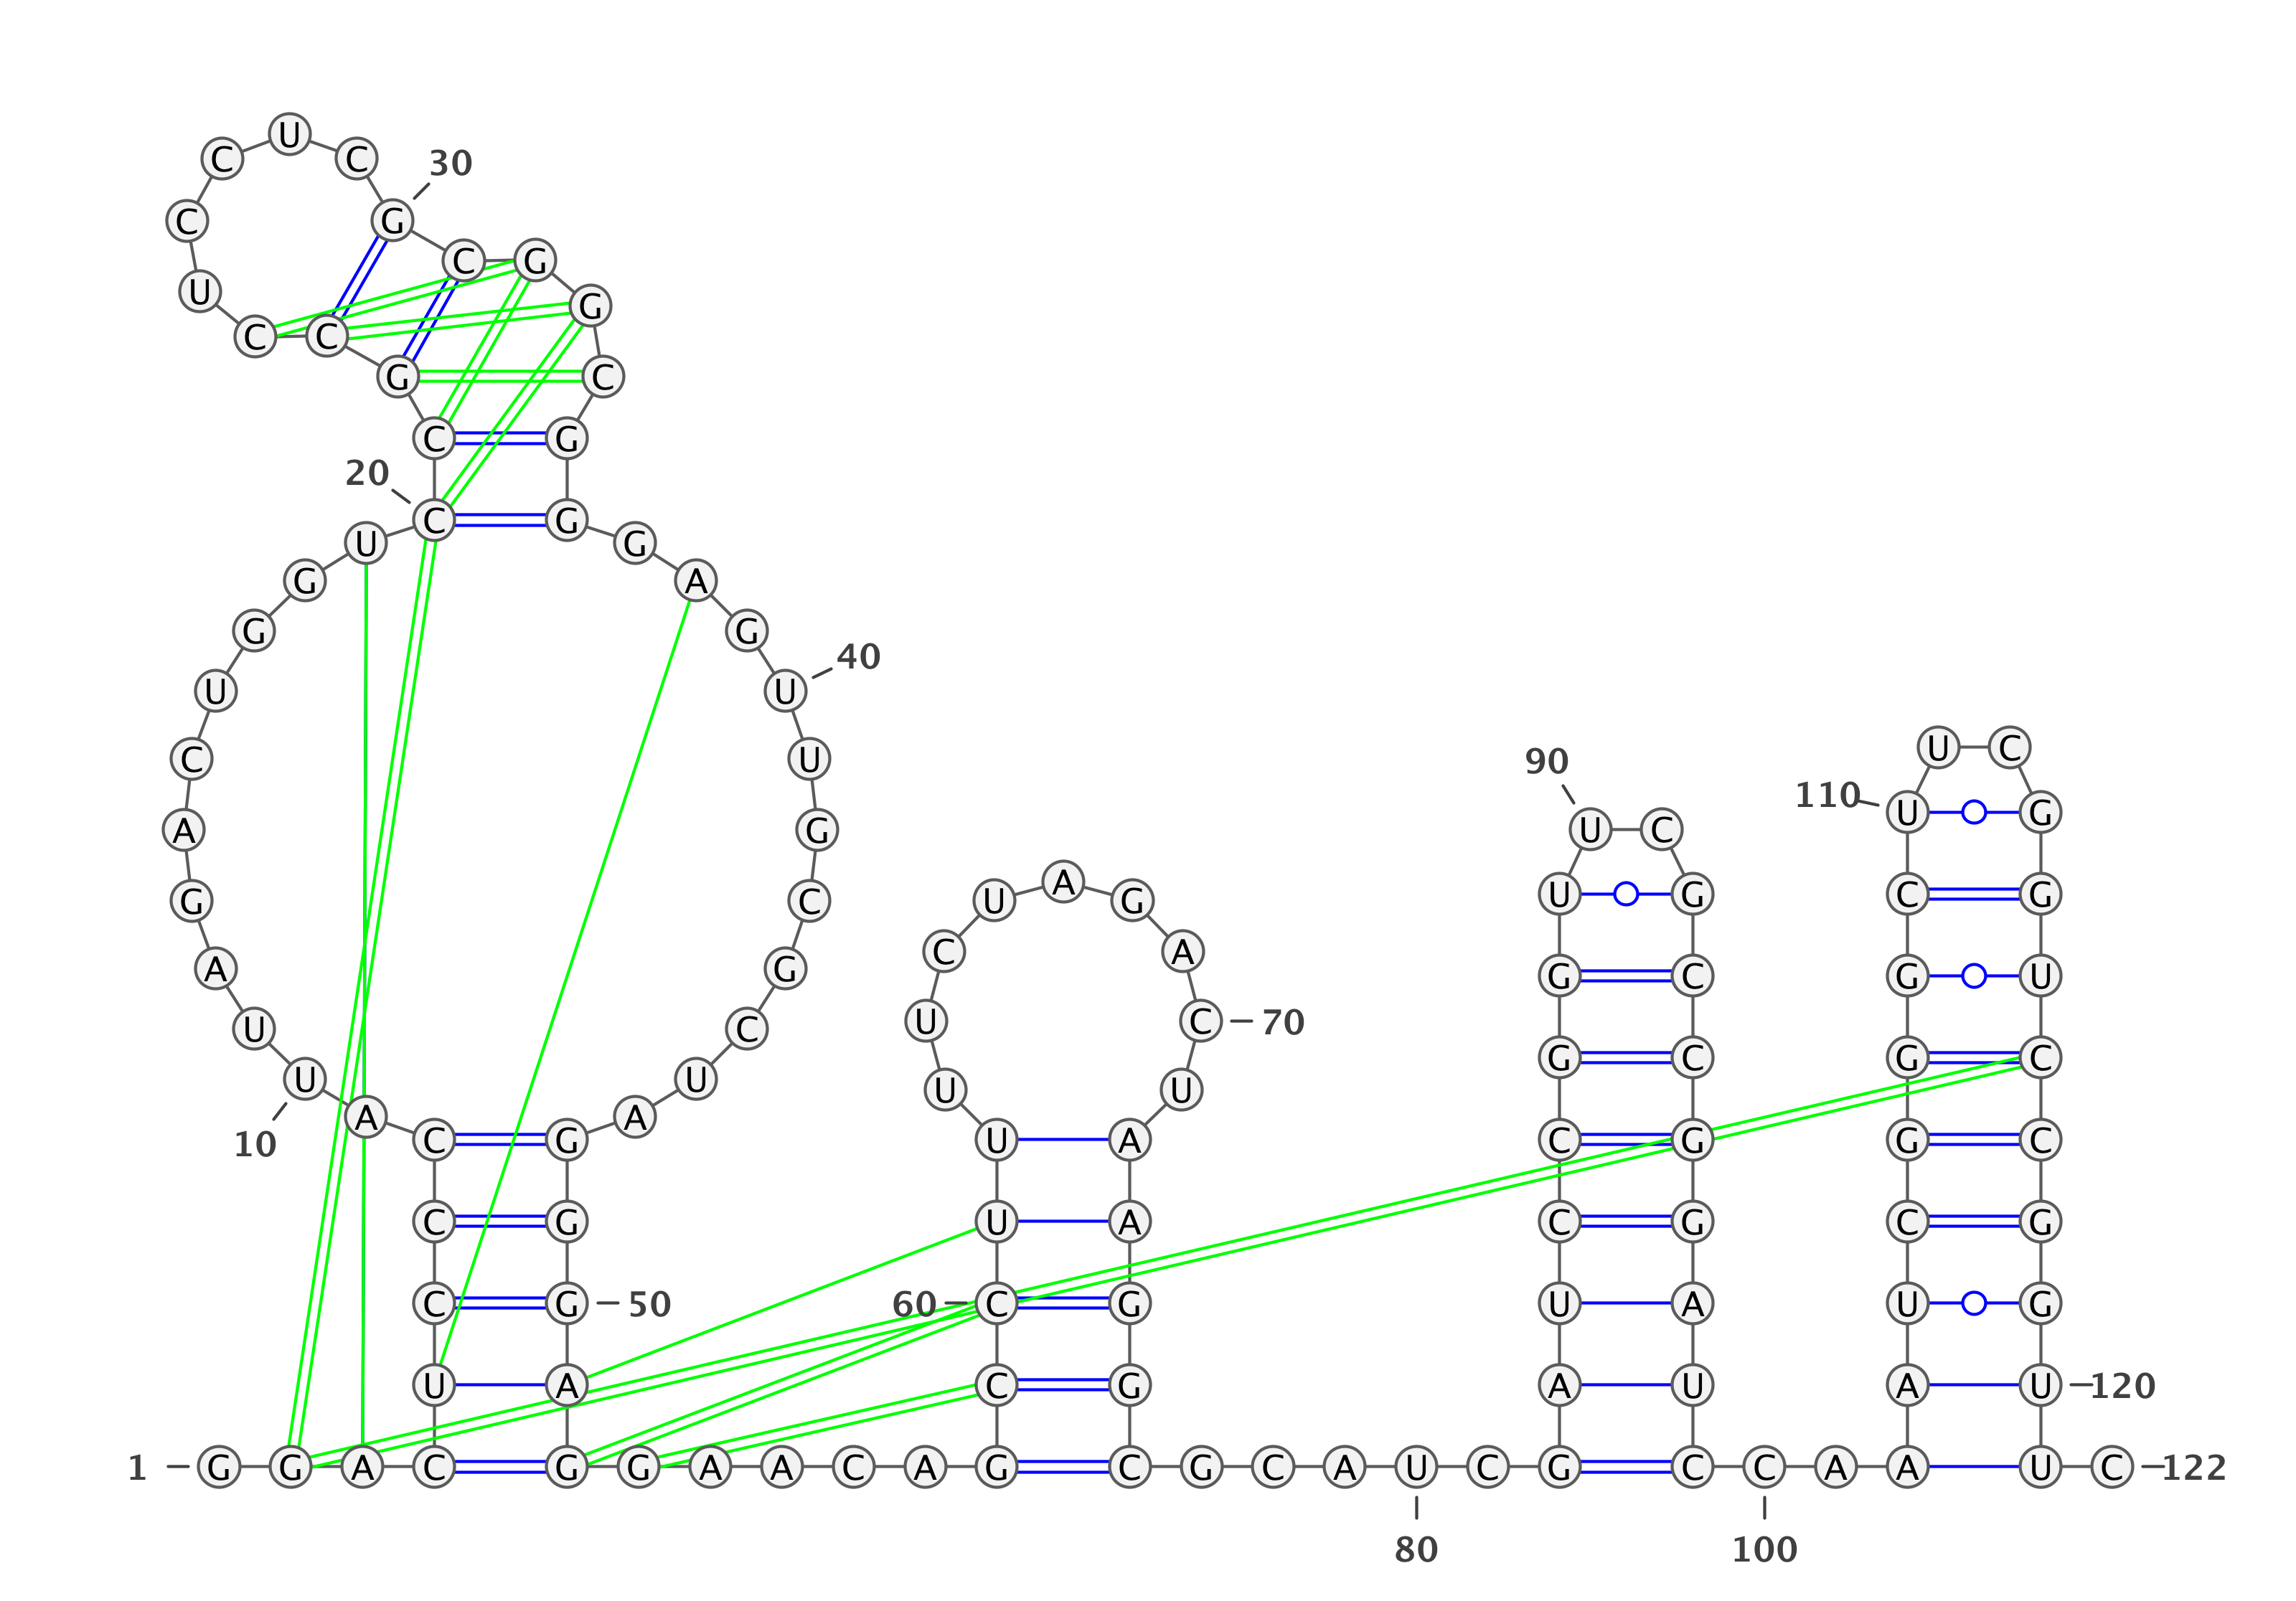 U
C C 30
C G
C G
U G
C C
G C
C G
20
C G
U G
G A
G G
40
U U
U C
C U 90
110
U G
A G U C
A
U G C G
G C U G
C A
A G G C G U
U C 70
U C
G C G C
U U U U
A A
C G U A C G G C
10
C G U A C G C G
C G 50 60 C G U A U G
U A C G A U A U 120
1 G G A C G G A A C A G C G C A U C G C C A A U C 122
80 100